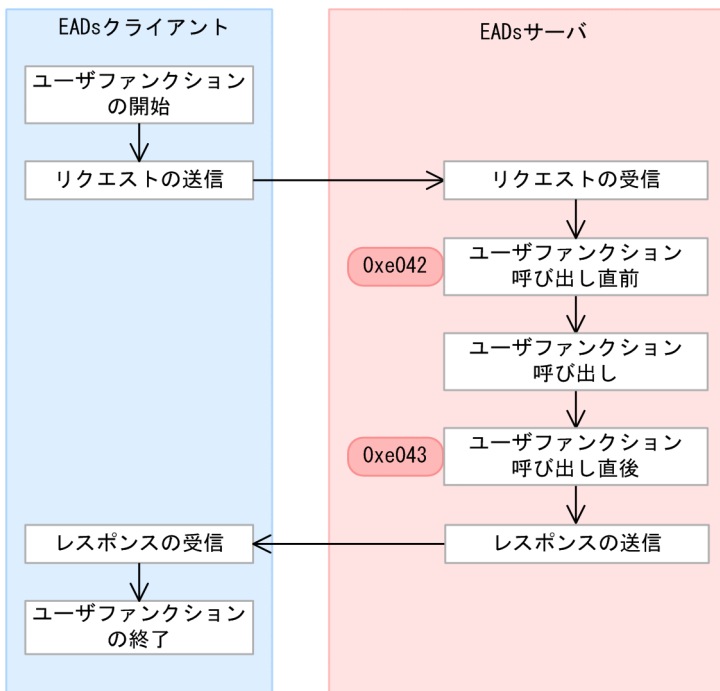 EADsクライアント
EADsサーバ
ユーザファンクション
の開始
リクエストの送信
リクエストの受信
0xe042
ユーザファンクション
呼び出し直前
ユーザファンクション
呼び出し
0xe043
ユーザファンクション
呼び出し直後
レスポンスの受信
レスポンスの送信
ユーザファンクション
の終了